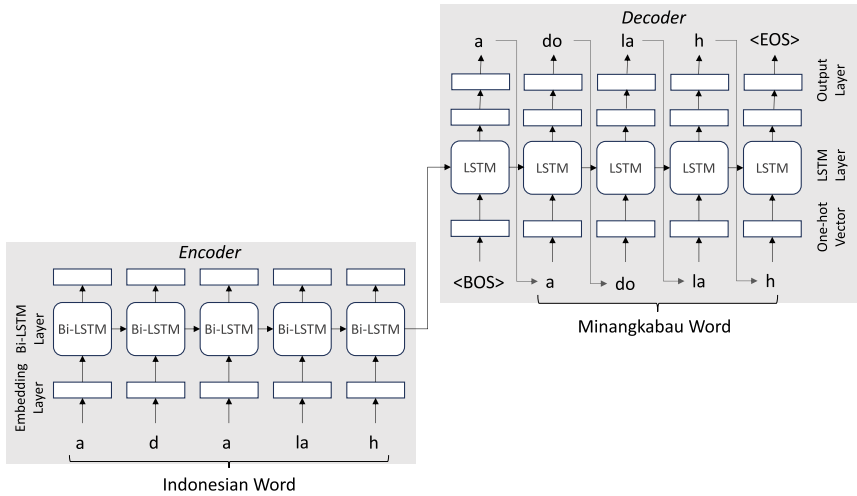 Decoder
a do la h <EOS>
Output Layer
LSTM LSTM LSTM LSTM LSTM
LSTM Layer
One-hot Vector
<BOS> a do la h
Minangkabau Word
Encoder
Bi-LSTM Layer
Bi-LSTM Bi-LSTM Bi-LSTM Bi-LSTM Bi-LSTM
Embedding Layer
a d a la h
Indonesian Word